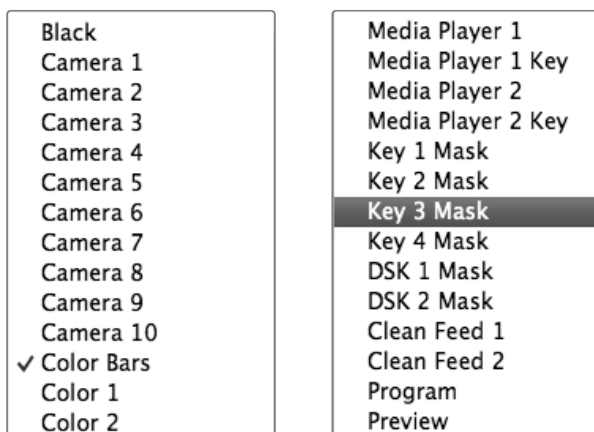 Black
Camera 1
Camera 2
Camera 3
Camera 4
Camera 5
Camera 6
Camera 7
Camera 8
Camera 9
Camera 10
✓ Color Bars
Color 1
Color 2
Media Player 1
Media Player 1 Key
Media Player 2
Media Player 2 Key
Key 1 Mask
Key 2 Mask
Key 3 Mask
Key 4 Mask
DSK 1 Mask
DSK 2 Mask
Clean Feed 1
Clean Feed 2
Program
Preview